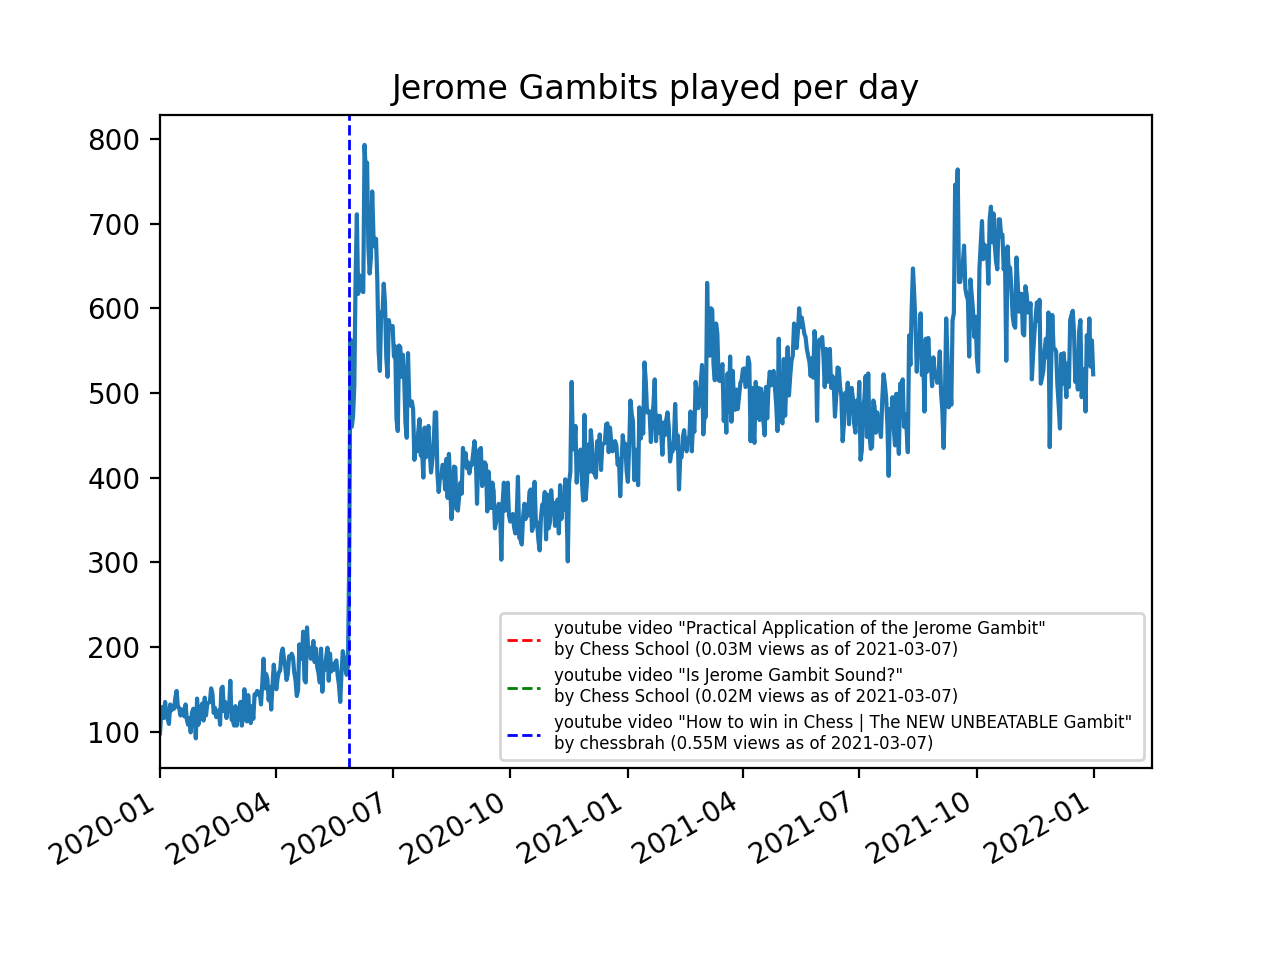 Jerome Gambits played per day
800
700
600
500
400
300
200
100
youtube video "Practical Application of the Jerome Gambit"
by Chess School (0.03M views as of 2021-03-07)
youtube video "Is Jerome Gambit Sound?"
by Chess School (0.02M views as of 2021-03-07)
youtube video "How to win in Chess | The NEW UNBEATABLE Gambit"
by chessbrah (0.55M views as of 2021-03-07)
2020-01
2020-04
2020-07
2020-10
2021-01
2021-04
2021-07
2021-10
2022-01